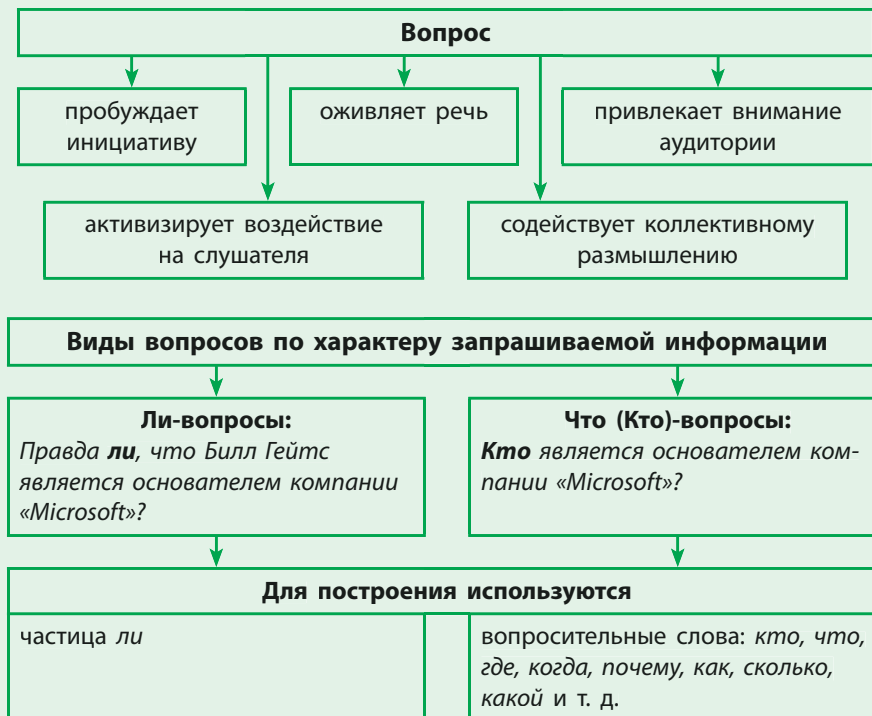 Вопрос
пробуждает
инициативу
оживляет речь
привлекает внимание
аудитории
активизирует воздействие
на слушателя
содействует коллективному
размышлению
Виды вопросов по характеру запрашиваемой информации
Ли-вопросы:
Правда ли, что Билл Гейтс
является основателем компании
«Microsoft»?
Что (Кто)-вопросы:
Кто является основателем ком-
пании «Microsoft»?
Для построения используются
частица ли
вопросительные слова: кто, что,
где, когда, почему, как, сколько,
какой и т. д.